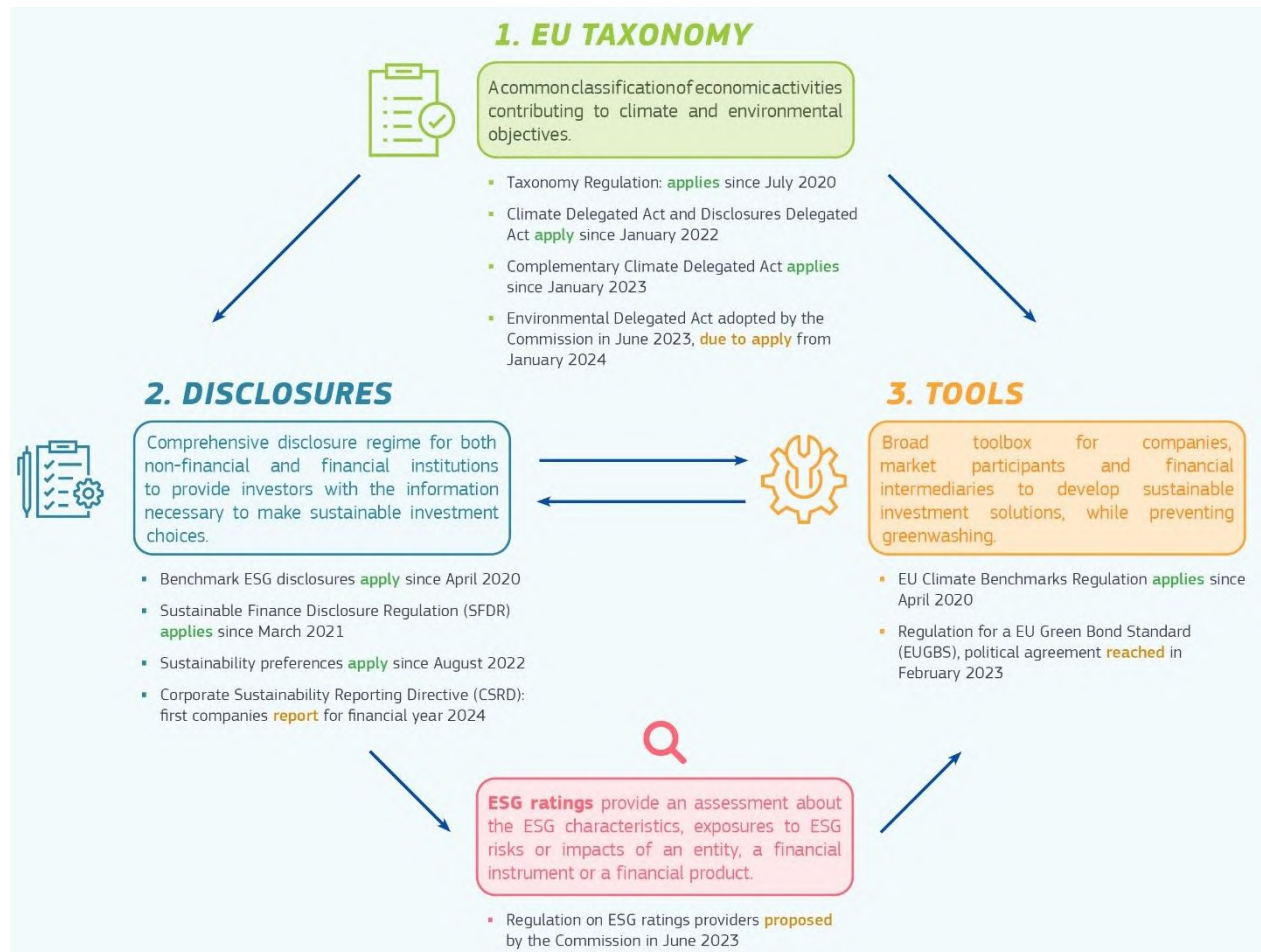 1. EU TAXONOMY
A common classification of economic activities
contributing to climate and environmental
objectives.
▪ Taxonomy Regulation: applies since July 2020
▪ Climate Delegated Act and Disclosures Delegated
Act apply since January 2022
▪ Complementary Climate Delegated Act applies
since January 2023
▪ Environmental Delegated Act adopted by the
Commission in June 2023, due to apply from
January 2024
2. DISCLOSURES
Comprehensive disclosure regime for both
non-financial and financial institutions
to provide investors with the information
necessary to make sustainable investment
choices.
▪ Benchmark ESG disclosures apply since April 2020
▪ Sustainable Finance Disclosure Regulation (SFDR)
applies since March 2021
▪ Sustainability preferences apply since August 2022
▪ Corporate Sustainability Reporting Directive (CSRD):
first companies report for financial year 2024
3. TOOLS
Broad toolbox for companies,
market participants and financial
intermediaries to develop sustainable
investment solutions, while preventing
greenwashing.
▪ EU Climate Benchmarks Regulation applies since
April 2020
▪ Regulation for a EU Green Bond Standard
(EUGBS), political agreement reached in
February 2023
ESG ratings provide an assessment about
the ESG characteristics, exposures to ESG
risks or impacts of an entity, a financial
instrument or a financial product.
▪ Regulation on ESG ratings providers proposed
by the Commission in June 2023